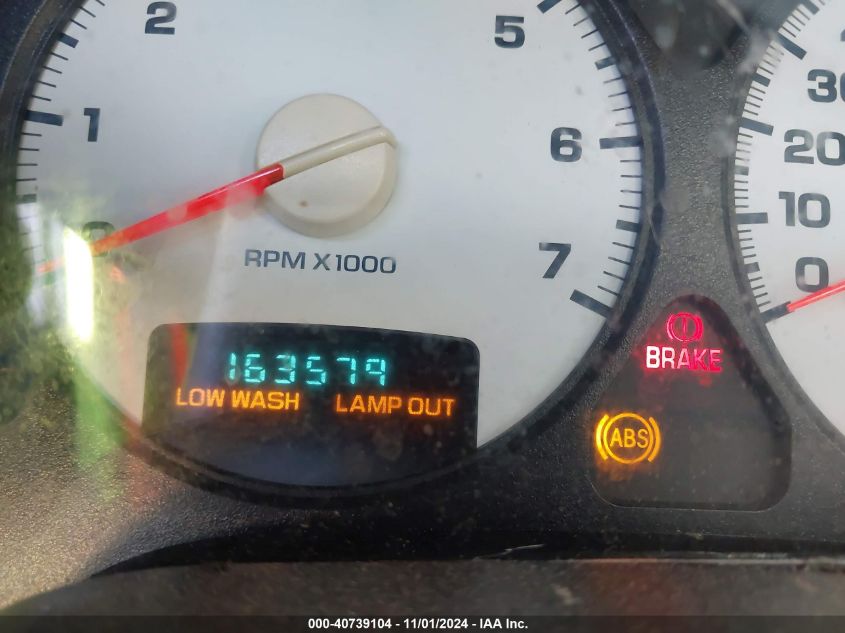 2 5
1 6 20
0 10
7 0
RPM X1000
BRAKE
163579
LOW WASH LAMP OUT
ABS
000-40739104 - 11/01/2024 - IAA Inc.